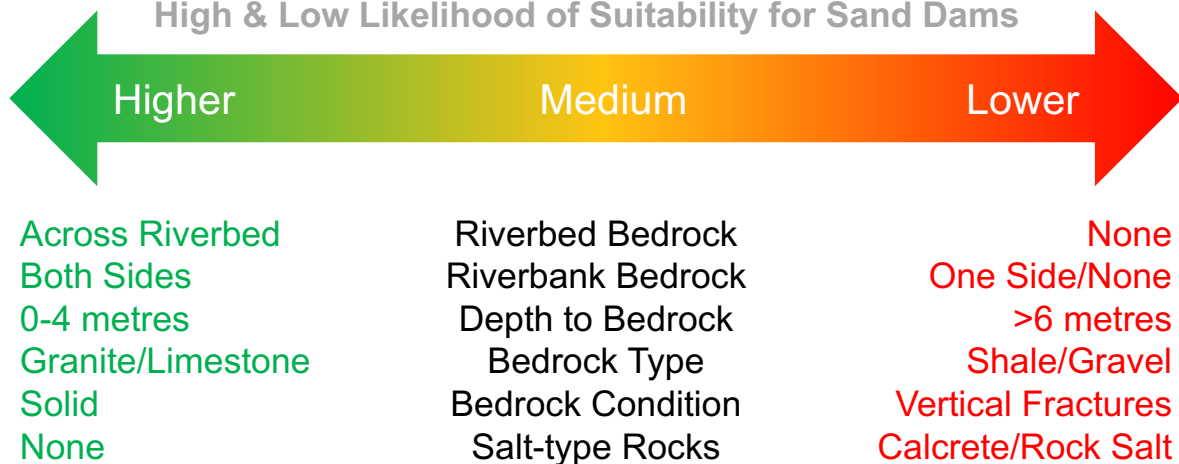 High & Low Likelihood of Suitability for Sand Dams
Higher Medium Lower
Across Riverbed Riverbed Bedrock None
Both Sides Riverbank Bedrock One Side/None
0-4 metres Depth to Bedrock >6 metres
Granite/Limestone Bedrock Type Shale/Gravel
Solid Bedrock Condition Vertical Fractures
None Salt-type Rocks Calcrete/Rock Salt